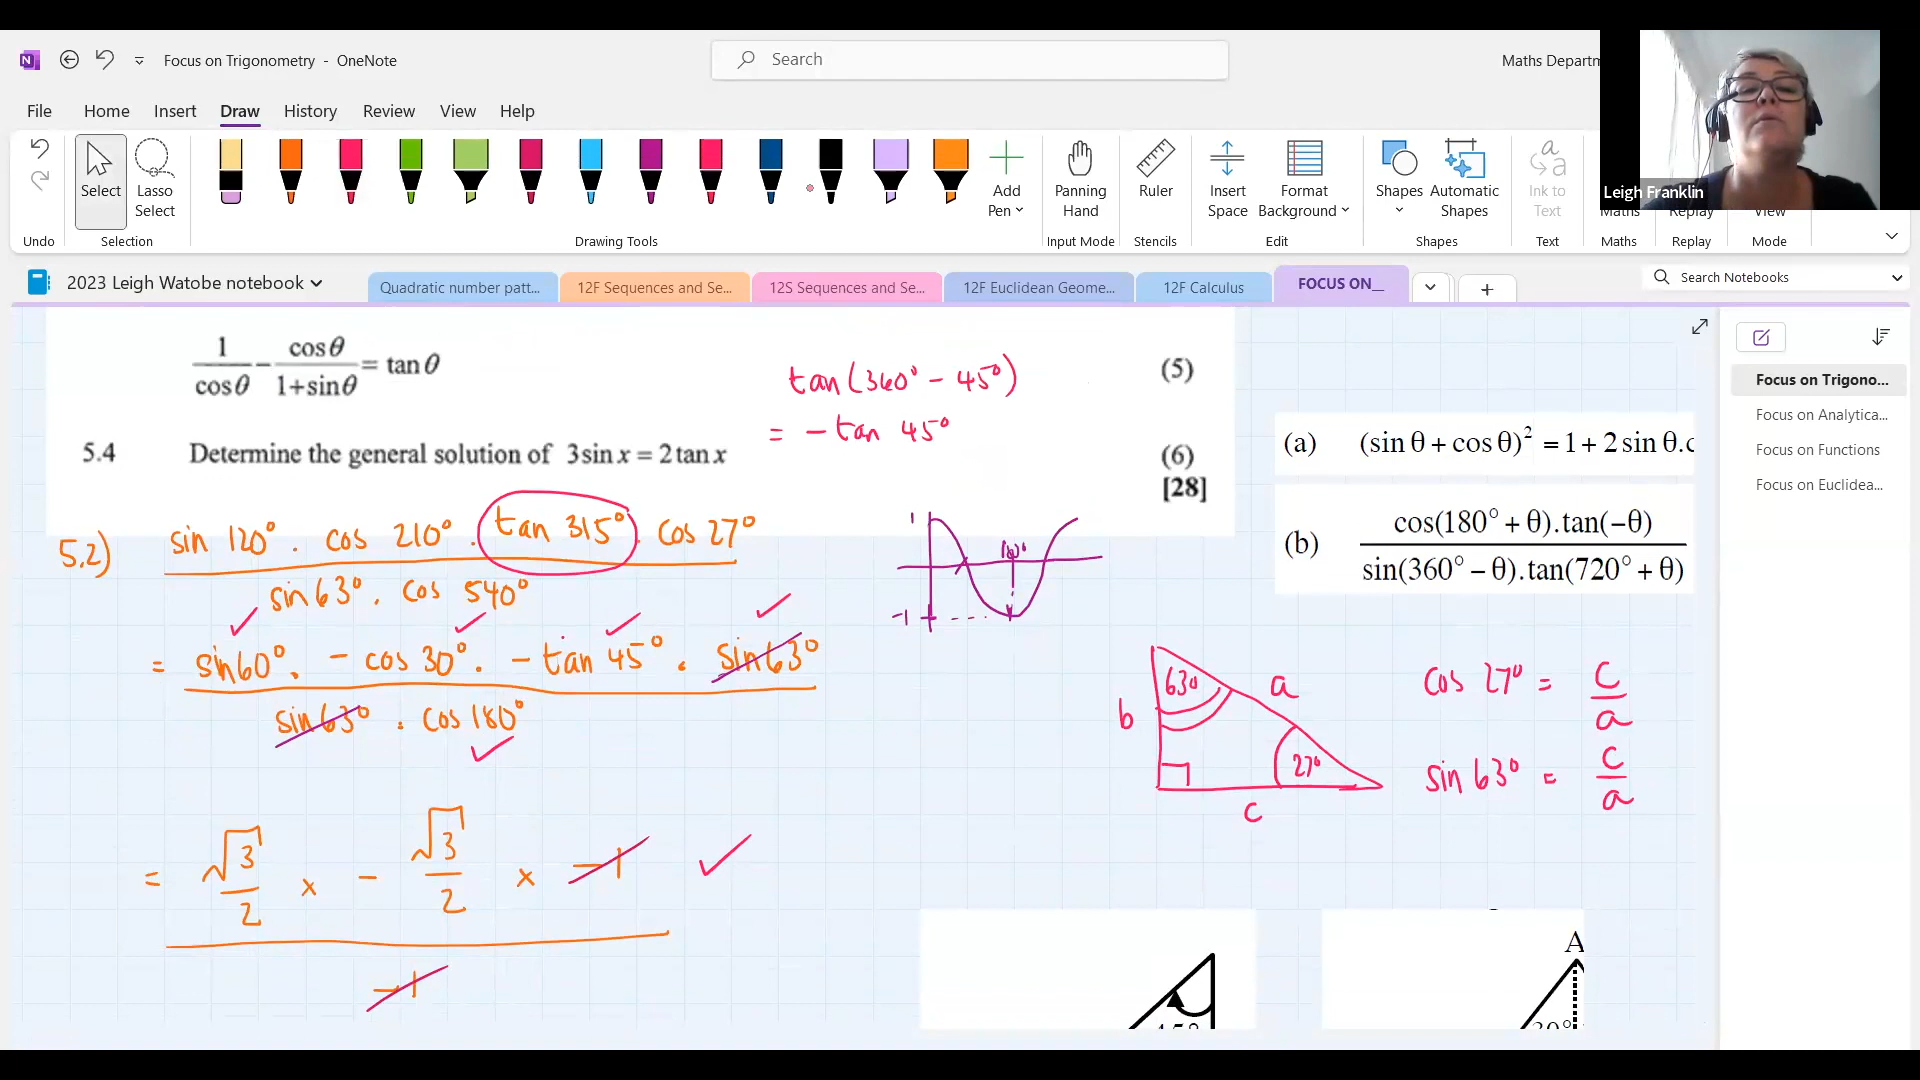 Focus on Trigonometry - OneNote
Search
Maths Departm
File Home Insert Draw History Review View Help
Select
Lasso Select
Add Pen
Panning Hand
Ruler
Insert Space
Format Background
Shapes
Automatic Shapes
Ink to Text
Maths
Replay
View
Leigh Franklin
Undo
Selection
Drawing Tools
Input Mode
Stencils
Edit
Shapes
Text
Maths
Replay
Mode
2023 Leigh Watobe notebook
Quadratic number patt...
12F Sequences and Se...
12S Sequences and Se...
12F Euclidean Geome...
12F Calculus
FOCUS ON_
Search Notebooks
Focus on Trigono...
Focus on Analytica...
Focus on Functions
Focus on Euclidea...
1/cosθ − cosθ/(1+sinθ) = tanθ (5)
5.4 Determine the general solution of 3sin x = 2tan x (6)
[28]
tan(360° − 45°)
= − tan 45°
5.2) sin 120° . cos 210° . tan 315° . cos 27°
sin 63° . cos 540°
= sin60° . − cos 30° . − tan 45° . sin63°
sin63° . cos 180°
= √3/2 x − √3/2 x −1
−1
1
180°
−1
(a) (sin θ + cos θ)² = 1 + 2 sin θ.c
(b) cos(180° + θ).tan(−θ)
sin(360° − θ).tan(720° + θ)
63°
a
b
27°
c
cos 27° = c/a
sin 63° = c/a
A